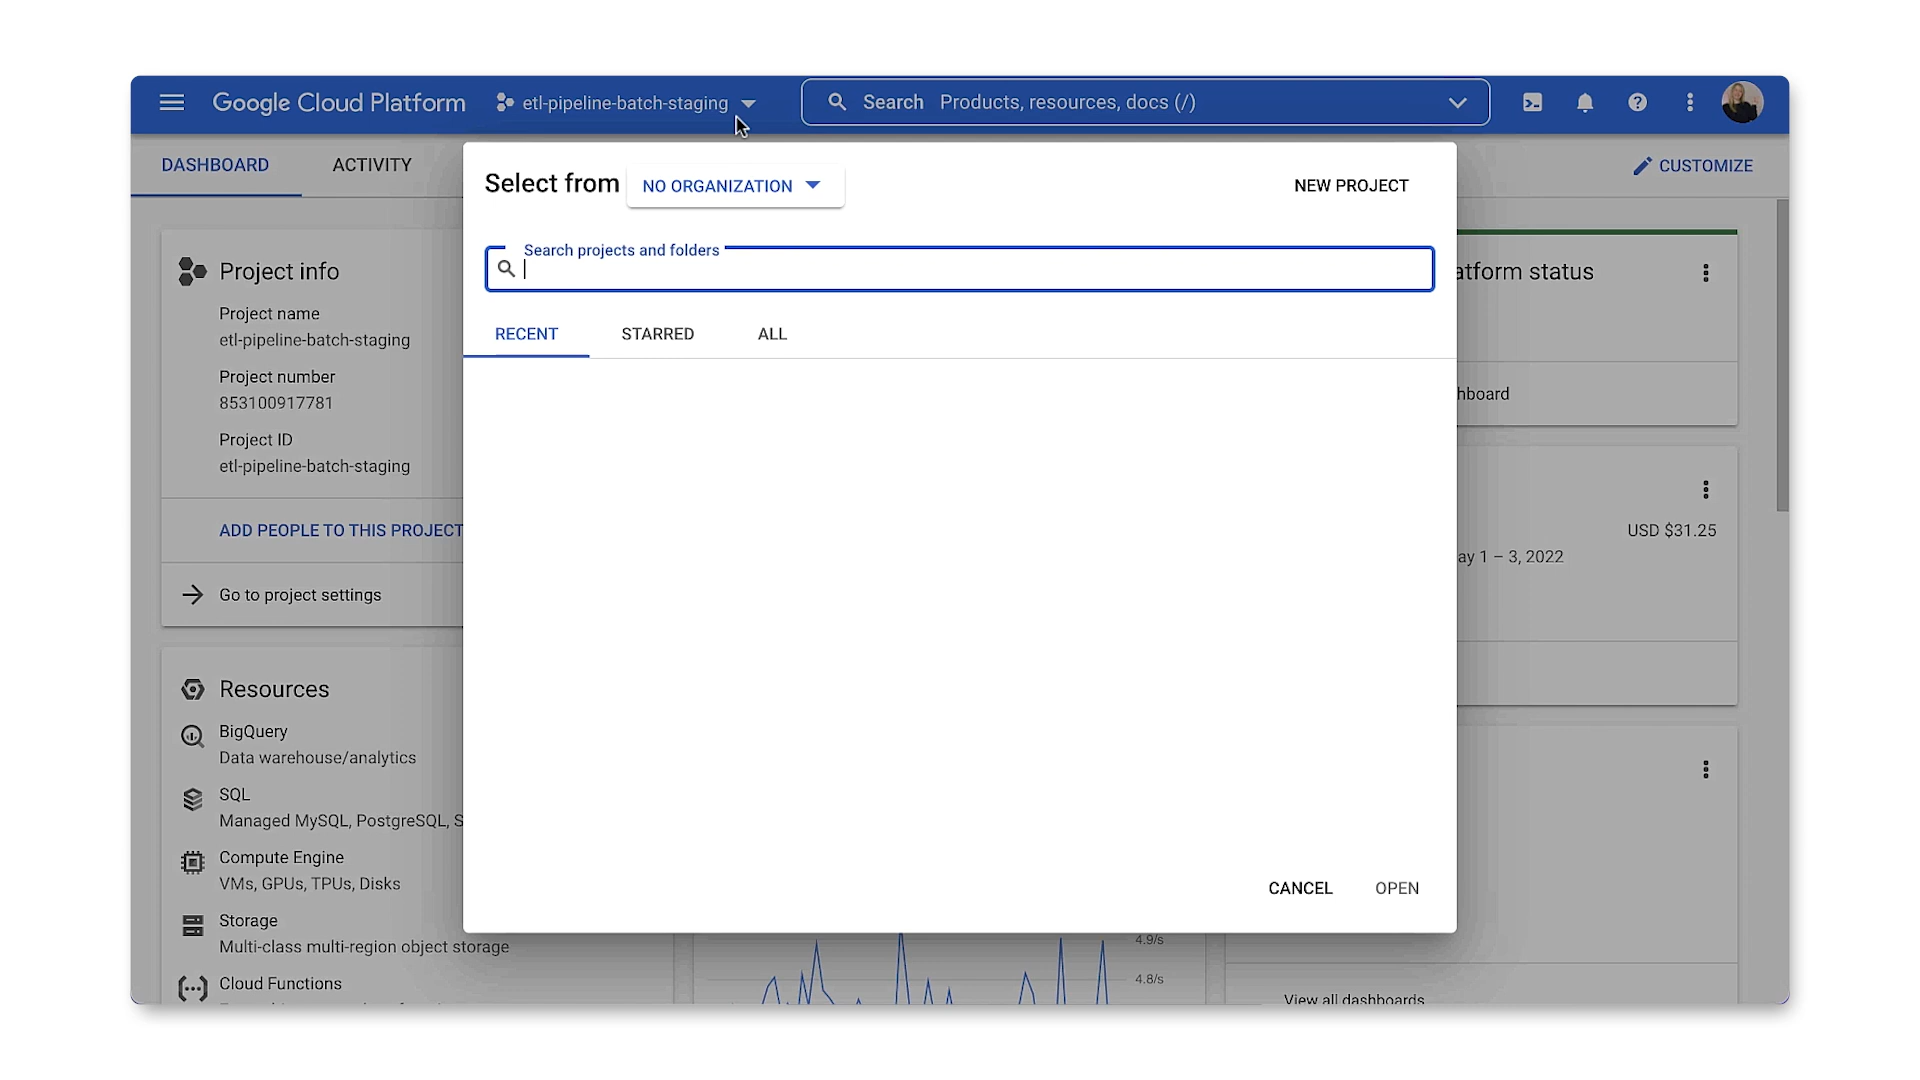 Google Cloud Platform
etl-pipeline-batch-staging
Search Products, resources, docs (/)
DASHBOARD
ACTIVITY
CUSTOMIZE
Select from
NO ORGANIZATION
NEW PROJECT
Search projects and folders
RECENT
STARRED
ALL
CANCEL
OPEN
Project info
Project name
etl-pipeline-batch-staging
Project number
853100917781
Project ID
etl-pipeline-batch-staging
ADD PEOPLE TO THIS PROJECT
Go to project settings
Resources
BigQuery
Data warehouse/analytics
SQL
Managed MySQL, PostgreSQL, S
Compute Engine
VMs, GPUs, TPUs, Disks
Storage
Multi-class multi-region object storage
Cloud Functions
4.9/s
4.8/s
atform status
hboard
USD $31.25
ay 1 – 3, 2022
View all dashboards